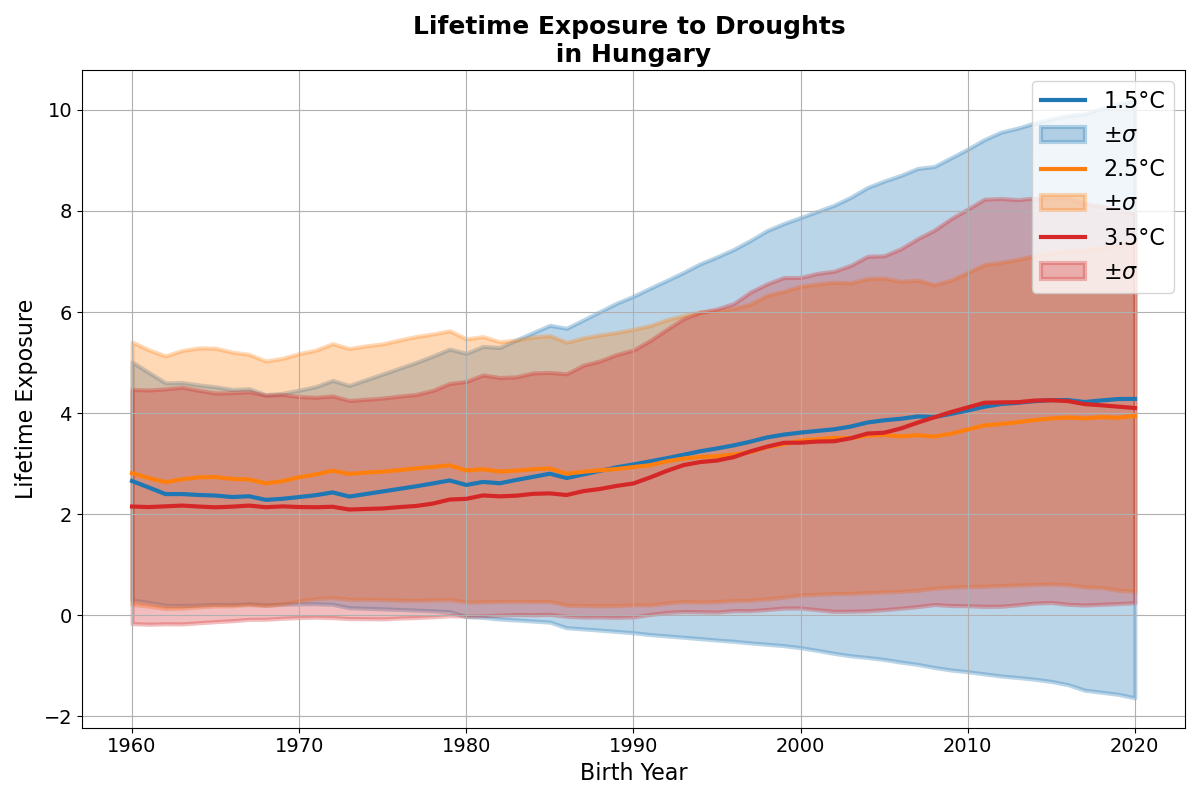 Lifetime Exposure to Droughts
in Hungary
Lifetime Exposure
10
8
6
4
2
0
−2
1960
1970
1980
1990
2000
2010
2020
Birth Year
1.5°C
±σ
2.5°C
±σ
3.5°C
±σ